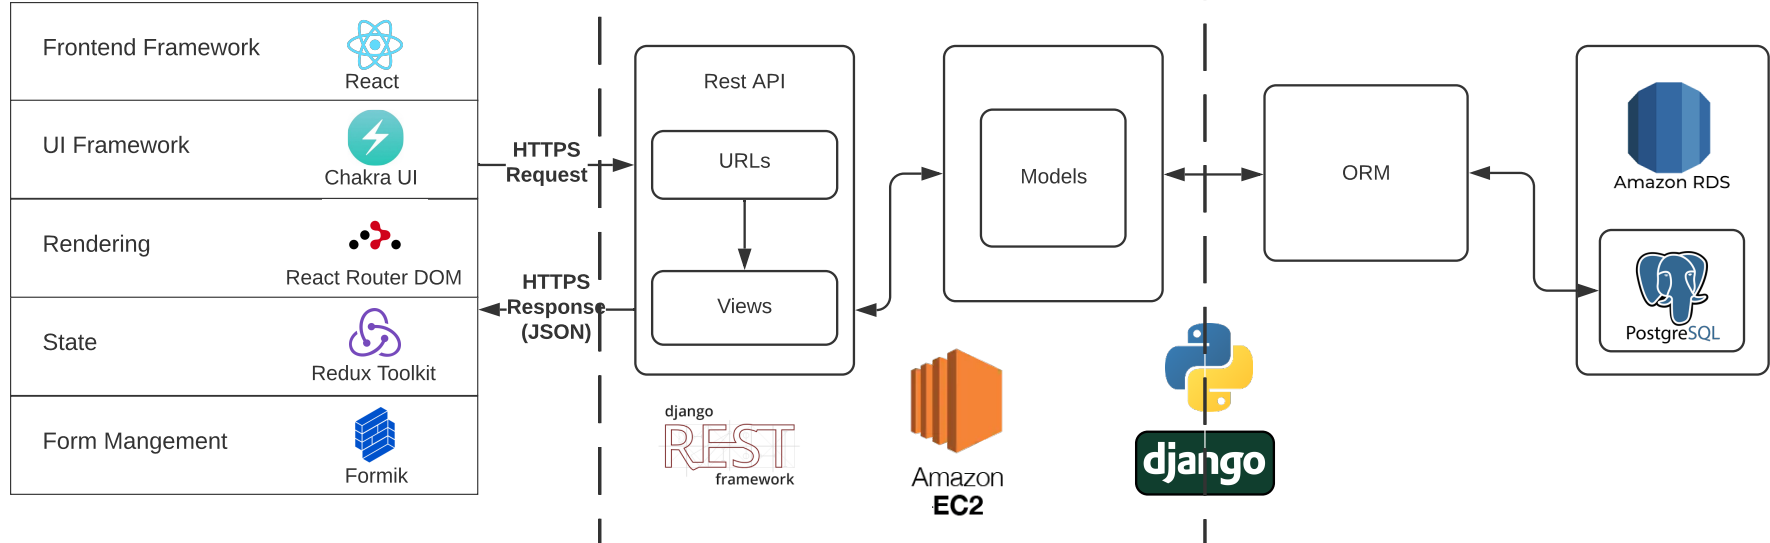 Frontend Framework
React
UI Framework
Chakra UI
Rendering
React Router DOM
State
Redux Toolkit
Form Mangement
Formik
HTTPS
Request
HTTPS
Response
(JSON)
Rest API
URLs
Views
django
REST
framework
Models
Amazon
EC2
django
ORM
Amazon RDS
PostgreSQL